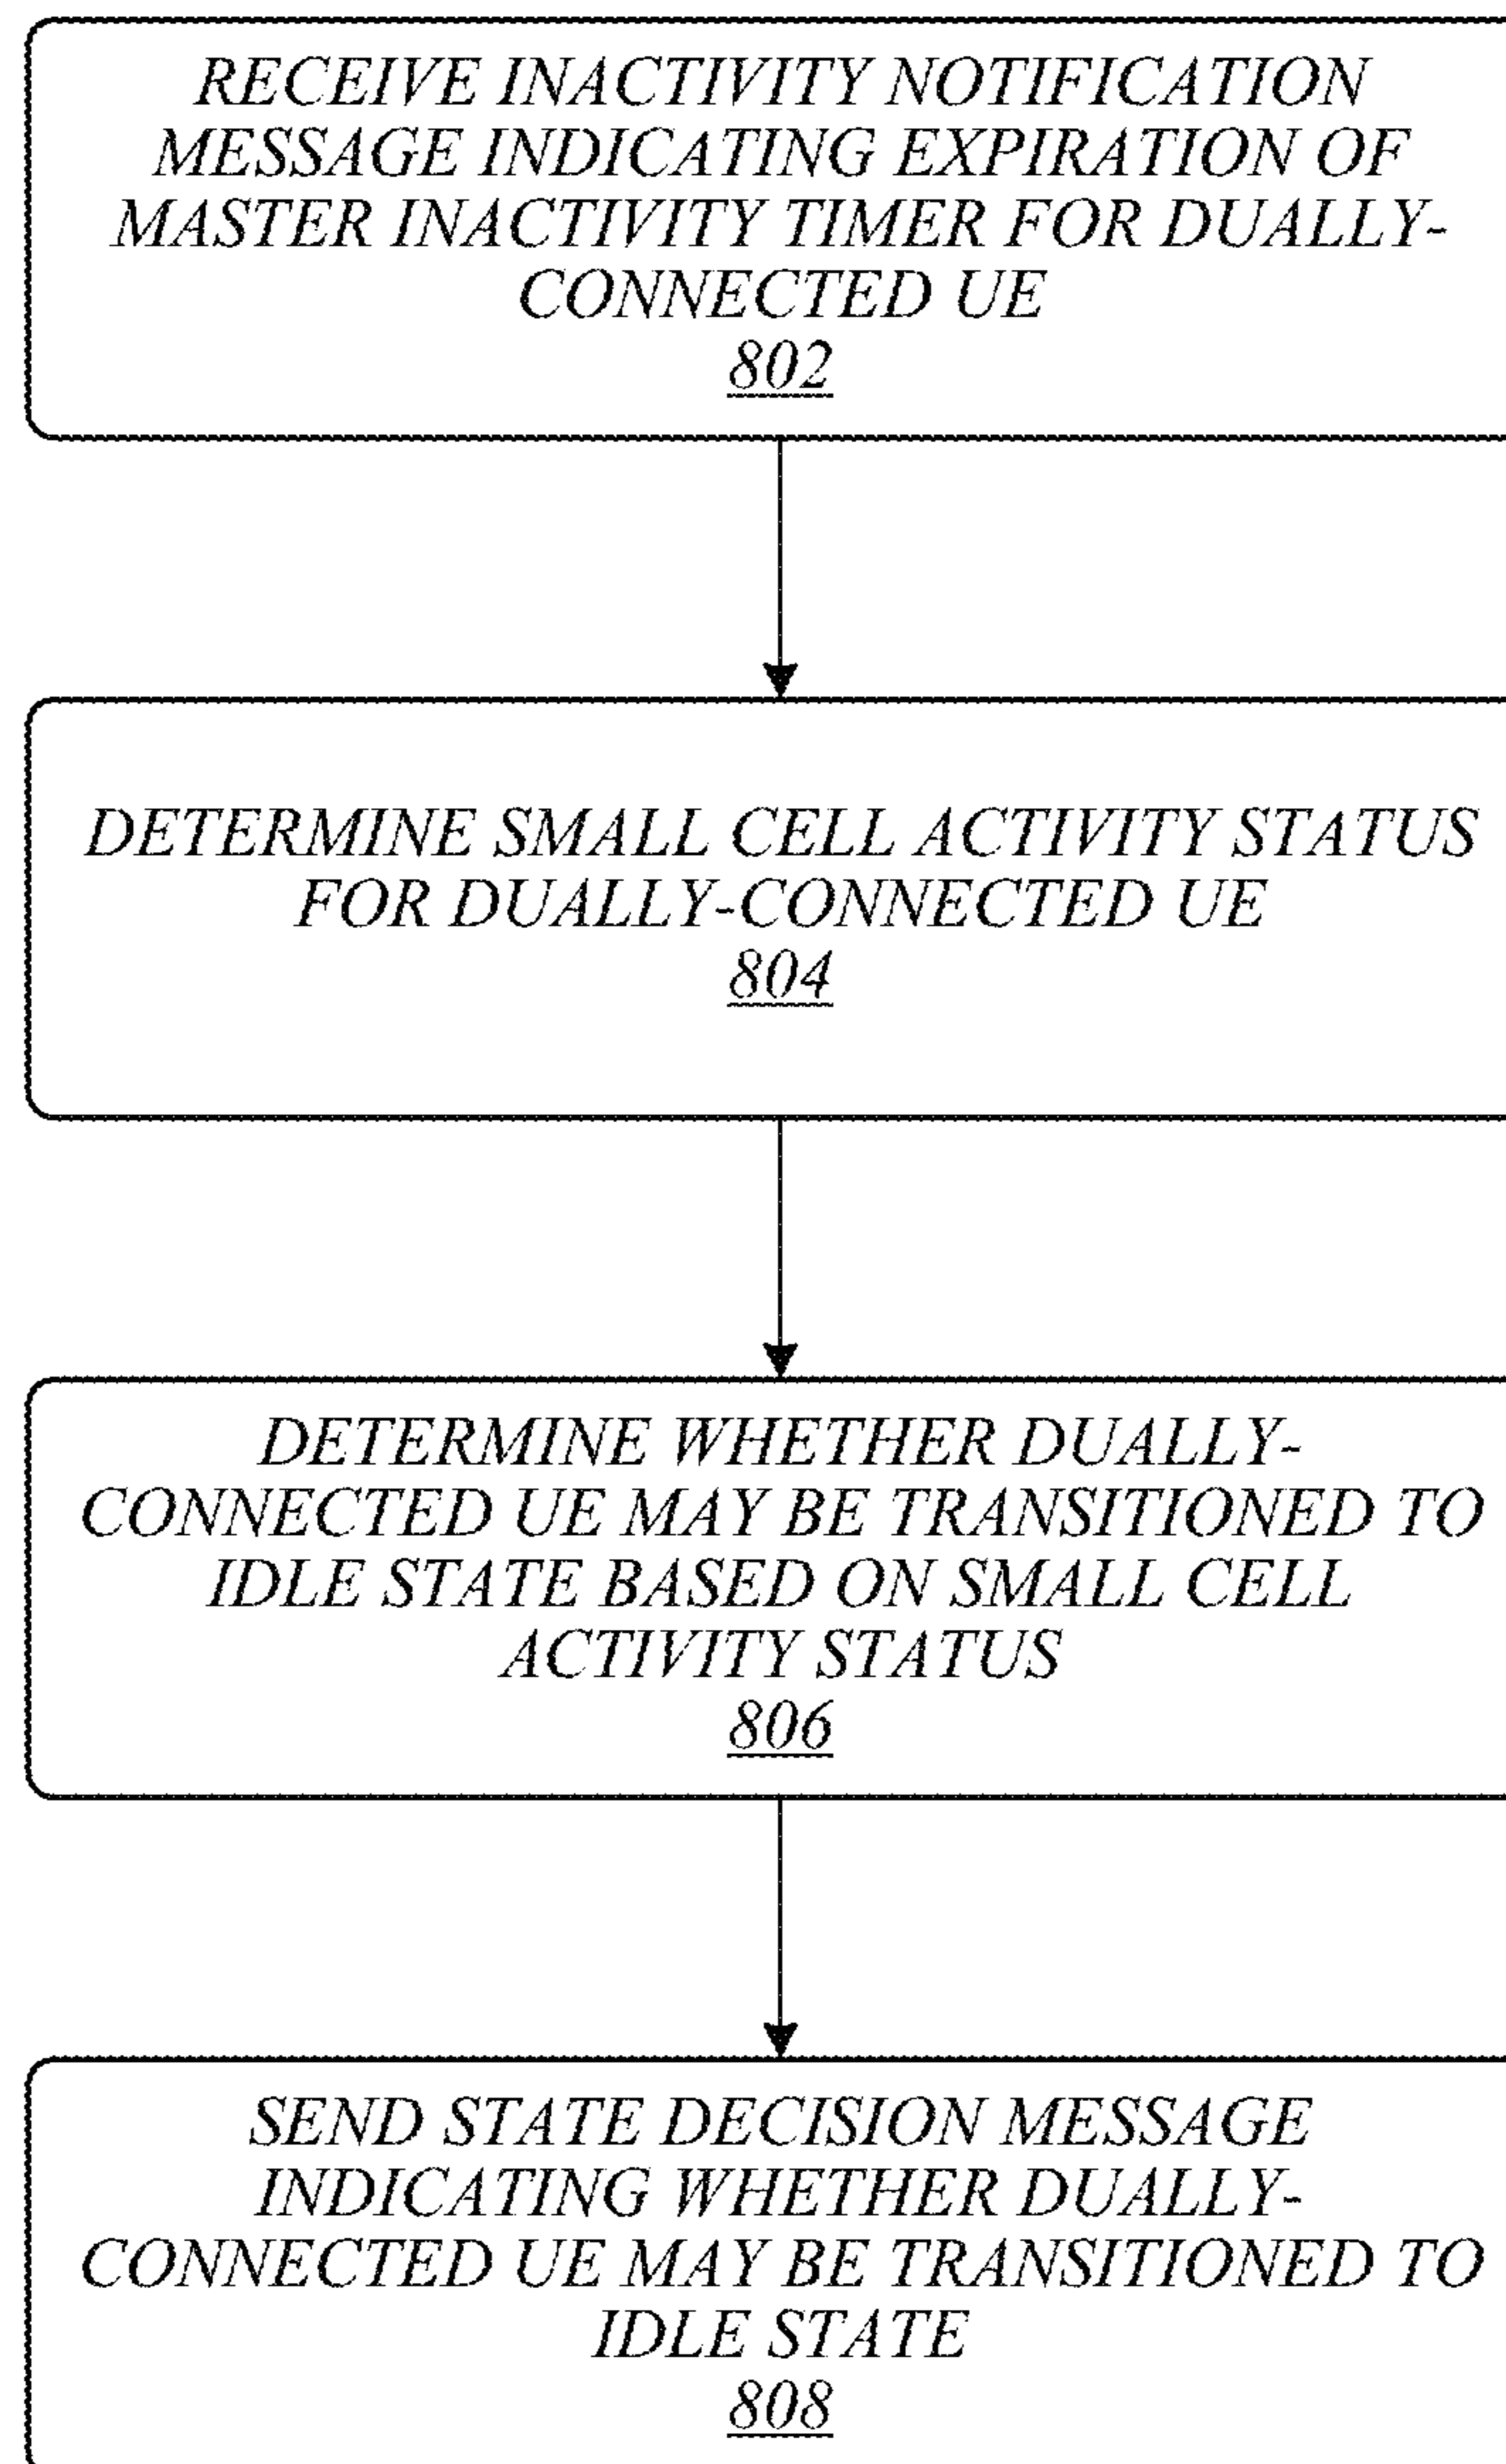 RECEIVE INACTIVITY NOTIFICATION
MESSAGE INDICATING EXPIRATION OF
MASTER INACTIVITY TIMER FOR DUALLY-
CONNECTED UE
802
DETERMINE SMALL CELL ACTIVITY STATUS
FOR DUALLY-CONNECTED UE
804
DETERMINE WHETHER DUALLY-
CONNECTED UE MAY BE TRANSITIONED TO
IDLE STATE BASED ON SMALL CELL
ACTIVITY STATUS
806
SEND STATE DECISION MESSAGE
INDICATING WHETHER DUALLY-
CONNECTED UE MAY BE TRANSITIONED TO
IDLE STATE
808